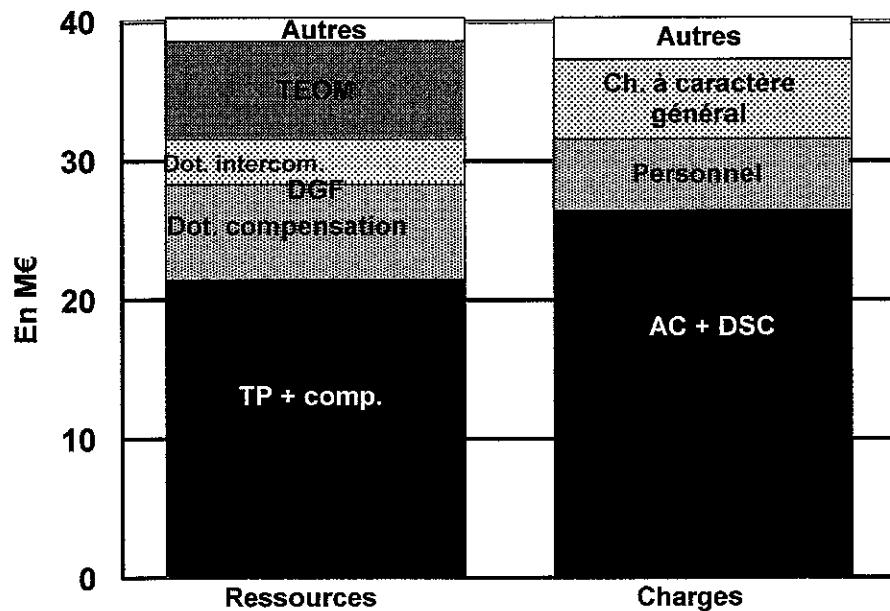 40
30
20
10
0
En M€
Autres
TEOM
Dot. intercom
DGF
Dot. compensation
TP + comp.
Ressources
Autres
Ch. à caractère
général
Personnel
AC + DSC
Charges